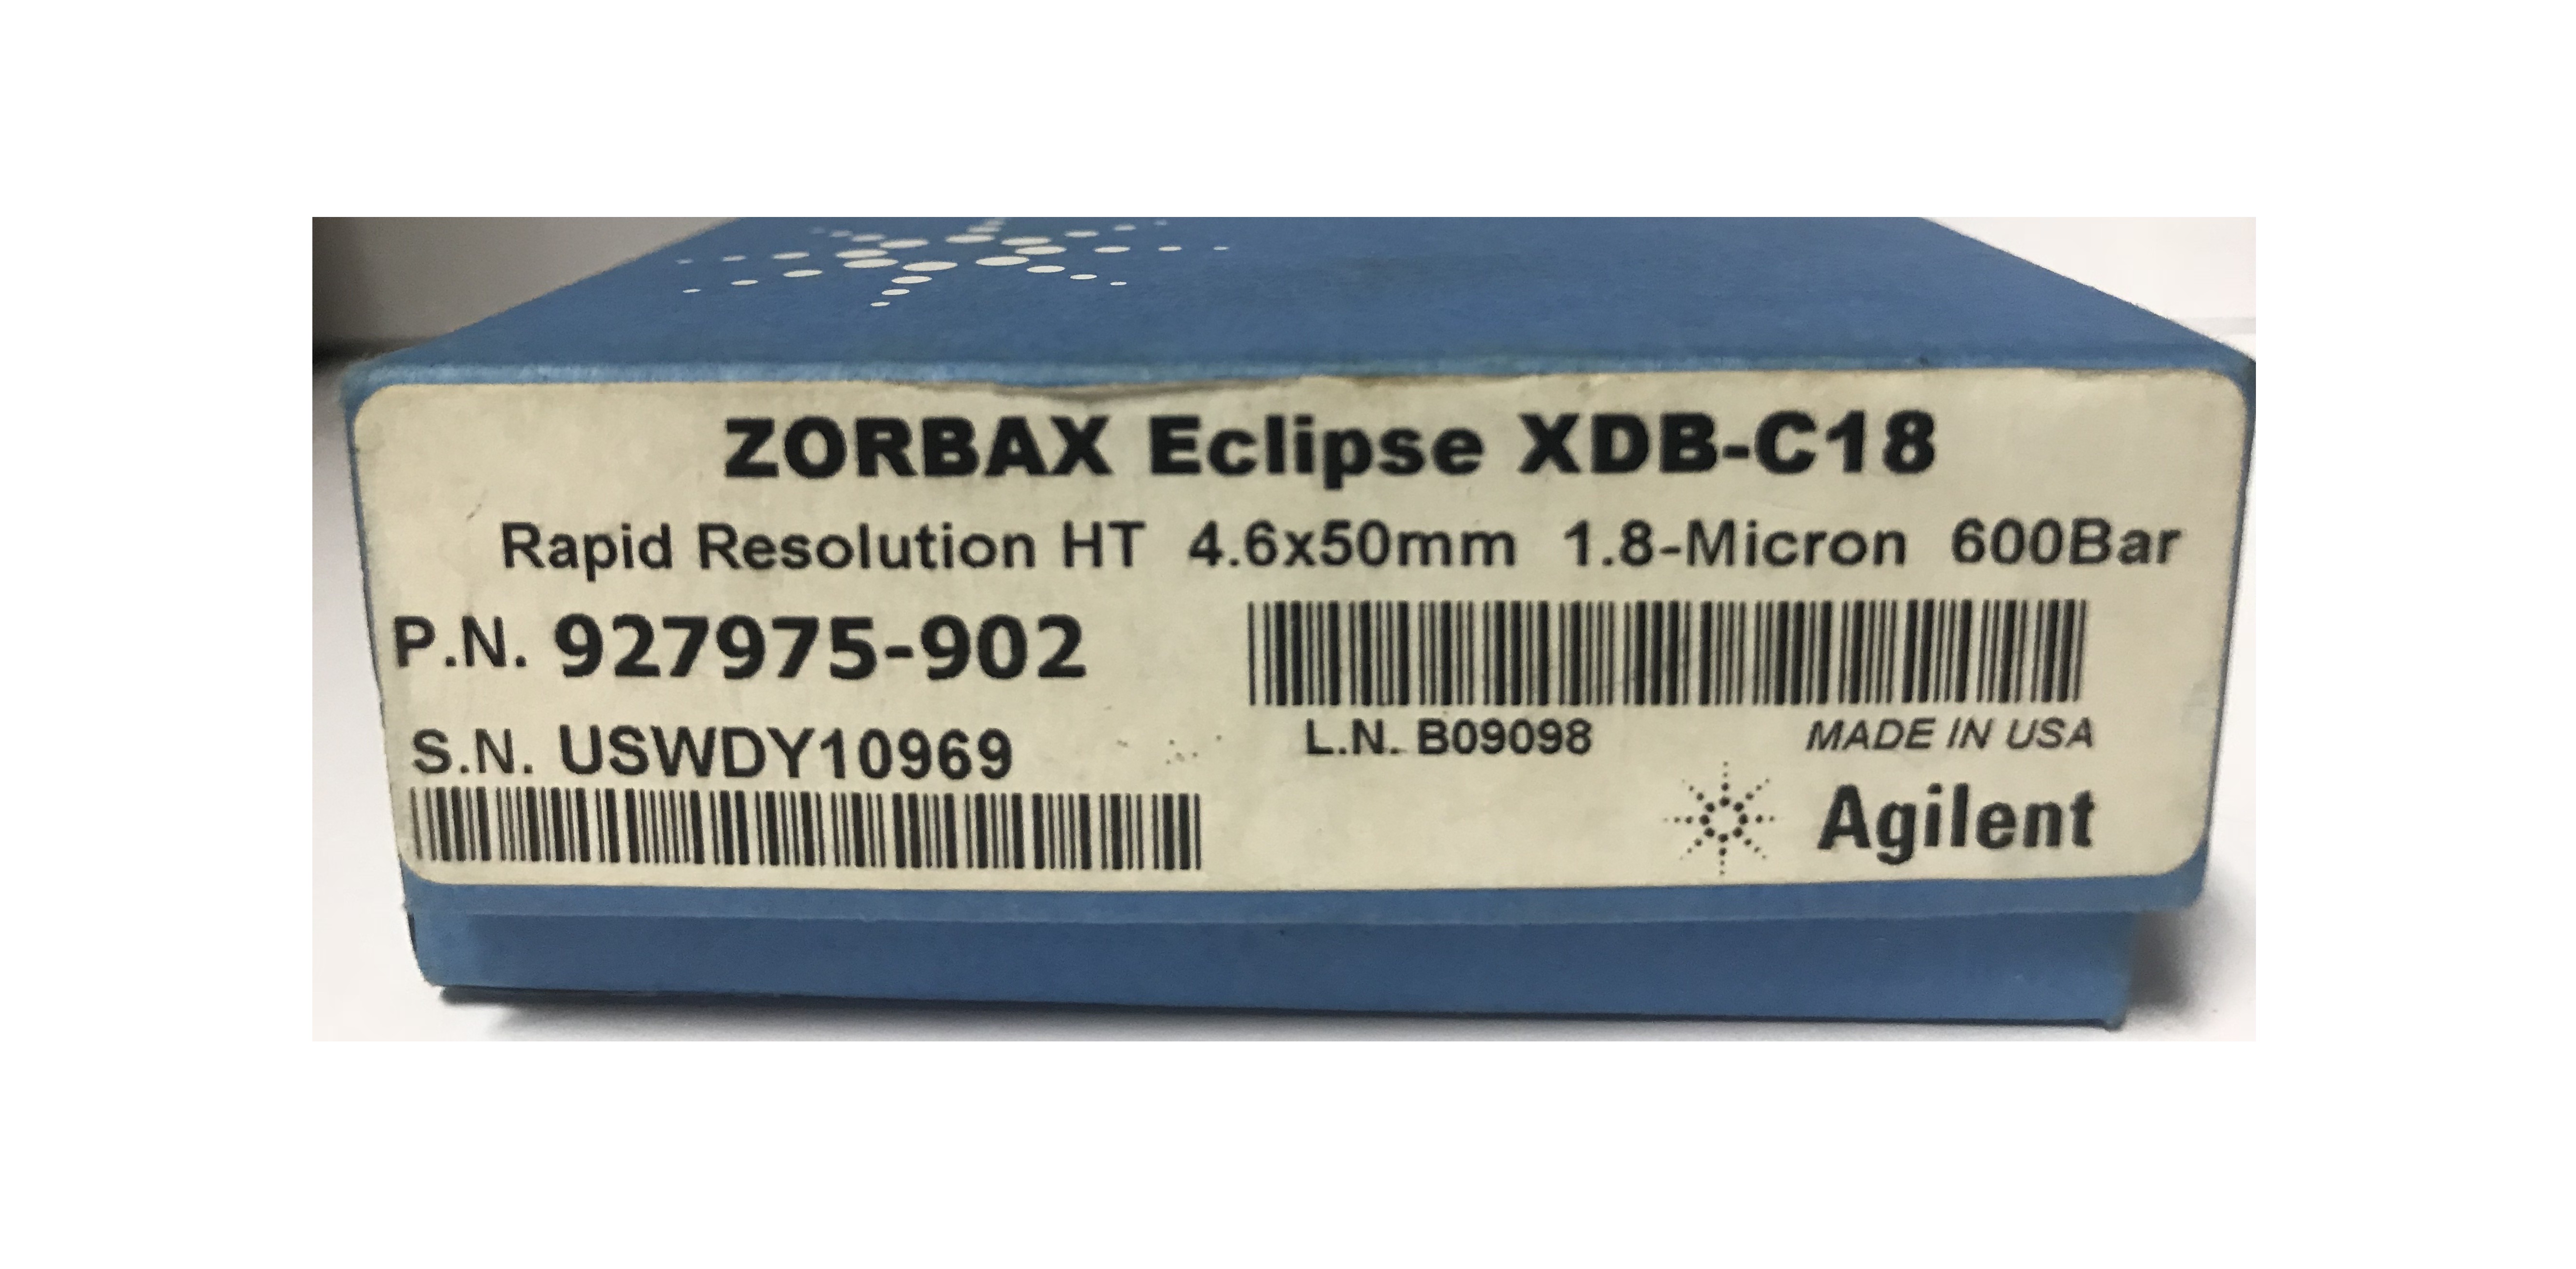 ZORBAX Eclipse XDB-C18
Rapid Resolution HT 4.6x50mm 1.8-Micron 600Bar
P.N. 927975-902
S.N. USWDY10969
L.N. B09098
MADE IN USA
Agilent